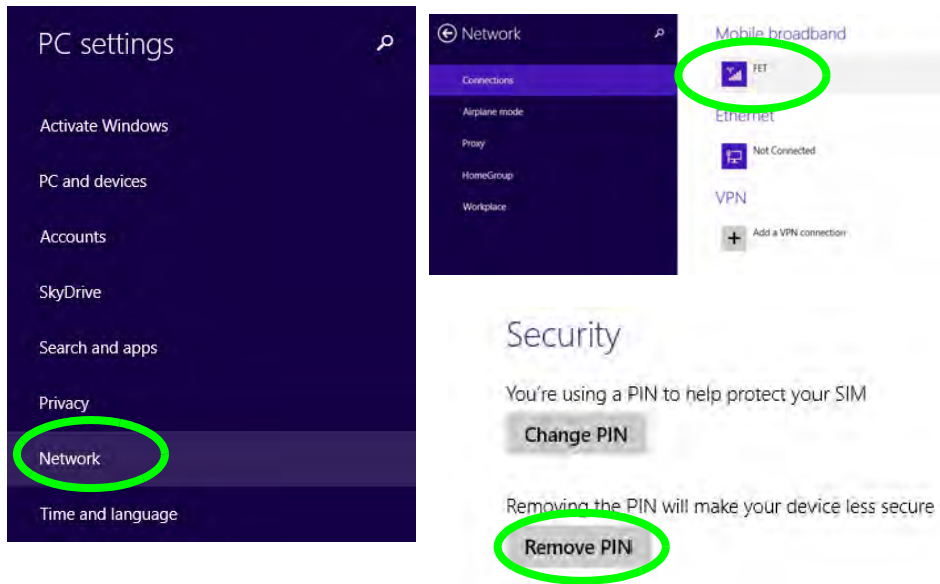 PC settings
Activate Windows
PC and devices
Accounts
SkyDrive
Search and apps
Privacy
Network
Time and language
Network
Connections
Airplane mode
Proxy
HomeGroup
Workplace
Mobile broadband
FET
Ethernet
Not Connected
VPN
Add a VPN connection
Security
You're using a PIN to help protect your SIM
Change PIN
Removing the PIN will make your device less secure
Remove PIN